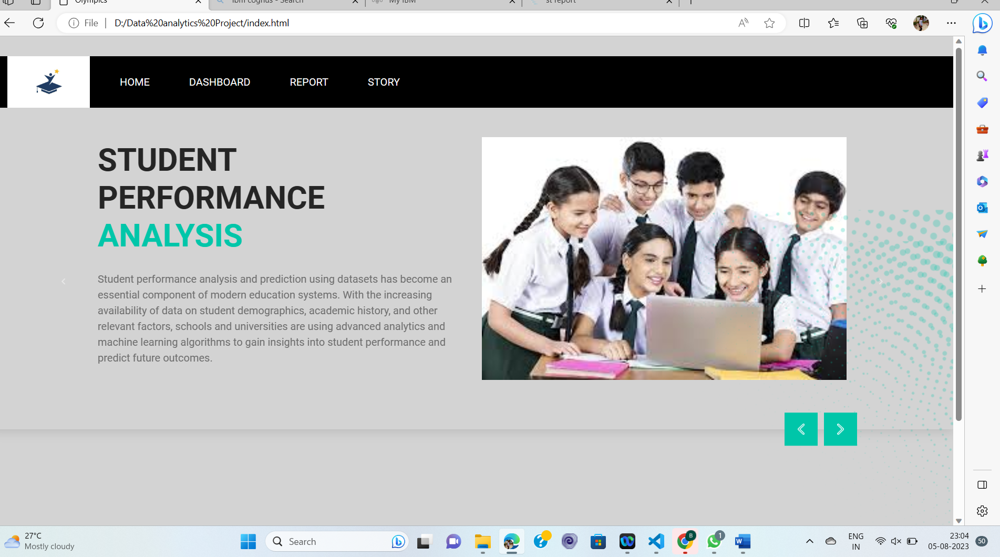 Olympics
ibm cognus - Search
My IBM
st report
File
D:/Data%20analytics%20Project/index.html
HOME
DASHBOARD
REPORT
STORY
STUDENT
PERFORMANCE
ANALYSIS
Student performance analysis and prediction using datasets has become an
essential component of modern education systems. With the increasing
availability of data on student demographics, academic history, and other
relevant factors, schools and universities are using advanced analytics and
machine learning algorithms to gain insights into student performance and
predict future outcomes.
27°C
Mostly cloudy
Search
B
1
W
ENG
IN
23:04
05-08-2023
50